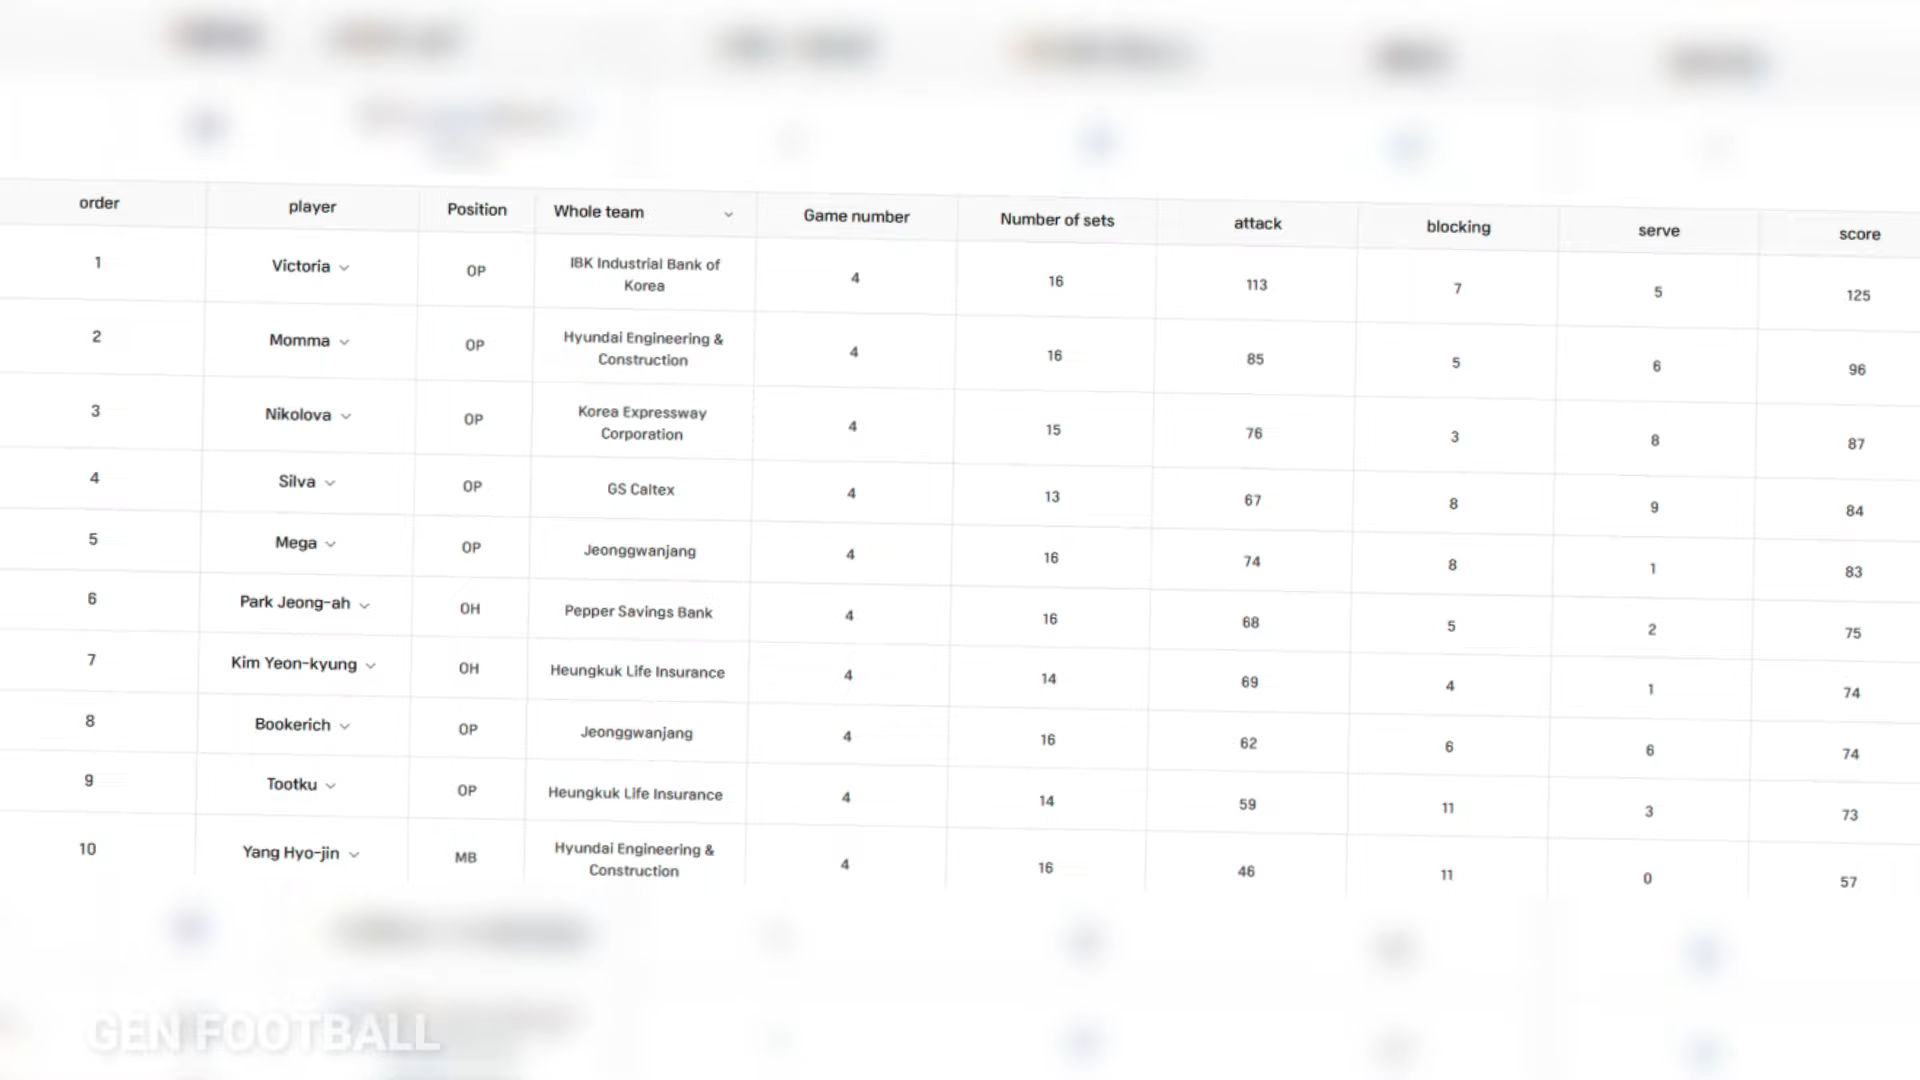 order player Position Whole team Game number Number of sets attack blocking serve score
1 Victoria OP IBK Industrial Bank of Korea 4 16 113 7 5 125
2 Momma OP Hyundai Engineering & Construction 4 16 85 5 6 96
3 Nikolova OP Korea Expressway Corporation 4 15 76 3 8 87
4 Silva OP GS Caltex 4 13 67 8 9 84
5 Mega OP Jeonggwanjang 4 16 74 8 1 83
6 Park Jeong-ah OH Pepper Savings Bank 4 16 68 5 2 75
7 Kim Yeon-kyung OH Heungkuk Life Insurance 4 14 69 4 1 74
8 Bookerich OP Jeonggwanjang 4 16 62 6 6 74
9 Tootku OP Heungkuk Life Insurance 4 14 59 11 3 73
10 Yang Hyo-jin MB Hyundai Engineering & Construction 4 16 46 11 0 57
GEN FOOTBALL